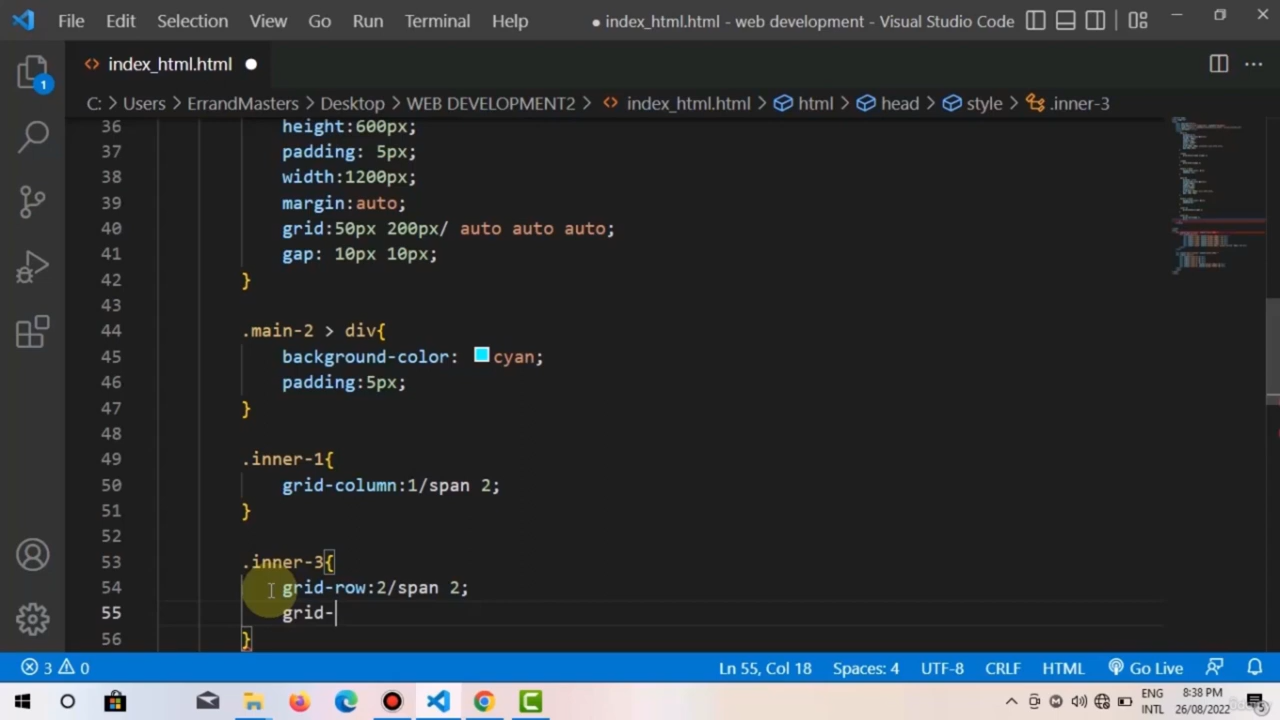 File Edit Selection View Go Run Terminal Help ● index_html.html - web development - Visual Studio Code
index_html.html
C: > Users > ErrandMasters > Desktop > WEB DEVELOPMENT2 > index_html.html > html > head > style > .inner-3
1
36 height:600px;
37 padding: 5px;
38 width:1200px;
39 margin:auto;
40 grid:50px 200px/ auto auto auto;
41 gap: 10px 10px;
42 }
43
44 .main-2 > div{
45 background-color: cyan;
46 padding:5px;
47 }
48
49 .inner-1{
50 grid-column:1/span 2;
51 }
52
53 .inner-3{
54 grid-row:2/span 2;
55 grid-
56 }
3 0 Ln 55, Col 18 Spaces: 4 UTF-8 CRLF HTML Go Live
ENG 8:38 PM
INTL 26/08/2022